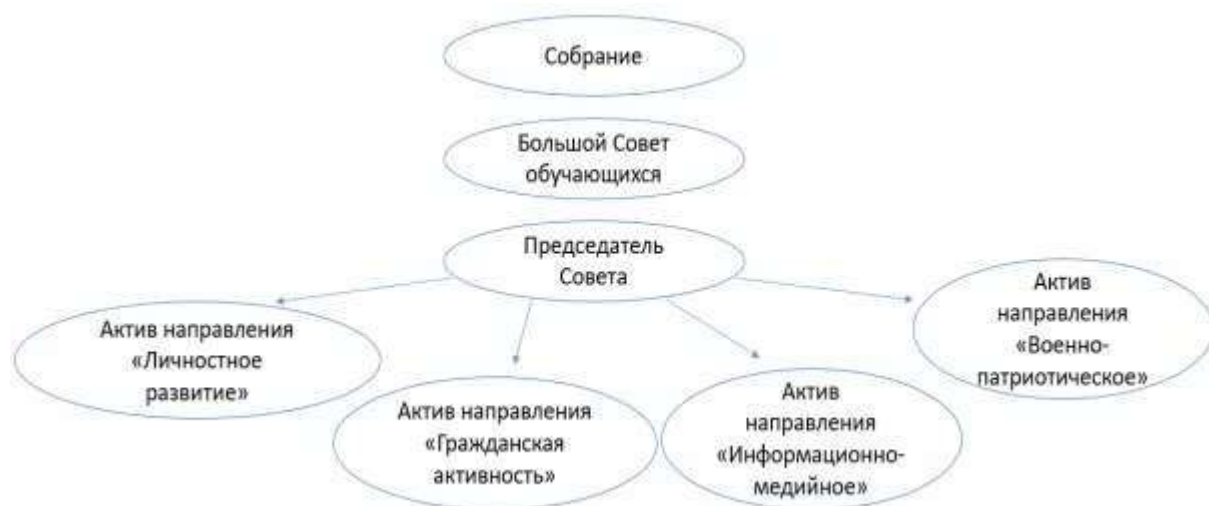 Собрание
Большой Совет
обучающихся
Председатель
Совета
Актив направления
«Личностное
развитие»
Актив направления
«Гражданская
активность»
Актив
направления
«Информационно-
медийное»
Актив
направления
«Военно-
патриотическое»